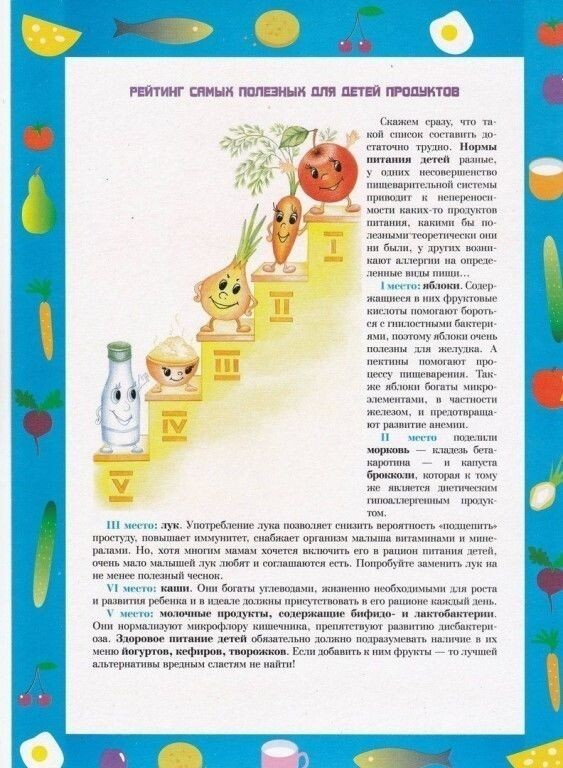 РЕЙТИНГ САМЫХ ПОЛЕЗНЫХ ДЛЯ ДЕТЕЙ ПРОДУКТОВ
Скажем сразу, что та-
кой список составить до-
статочно трудно. Нормы
питания детей разные,
у одних несовершенство
пищеварительной системы
приводит к непереноси-
мости каких-то продуктов
питания, какими бы по-
лезными теоретически они
ни были, у других возни-
кают аллергии на опреде-
ленные виды пищи...
I место: яблоки. Содер-
жащиеся в них фруктовые
кислоты помогают бороть-
ся с гнилостными бактери-
ями, поэтому яблоки очень
полезны для желудка. А
пектины помогают про-
цессу пищеварения. Так-
же яблоки богаты микро-
элементами, в частности
железом, и предотвраща-
ют развитие анемии.
II место поделили
морковь — кладезь бета-
каротина — и капуста
брокколи, которая к тому
же является диетическим
гипоаллергенным продук-
том.
I
II
III
IV
V
III место: лук. Употребление лука позволяет снизить вероятность «подцепить»
простуду, повышает иммунитет, снабжает организм малыша витаминами и мине-
ралами. Но, хотя многим мамам хочется включить его в рацион питания детей,
очень мало малышей лук любят и соглашаются есть. Попробуйте заменить лук на
не менее полезный чеснок.
VI место: каши. Они богаты углеводами, жизненно необходимыми для роста
и развития ребенка и в идеале должны присутствовать в его рационе каждый день.
V место: молочные продукты, содержащие бифидо- и лактобактерии.
Они нормализуют микрофлору кишечника, препятствуют развитию дисбактери-
оза. Здоровое питание детей обязательно должно подразумевать наличие в их
меню йогуртов, кефиров, творожков. Если добавить к ним фрукты — то лучшей
альтернативы вредным сластям не найти!